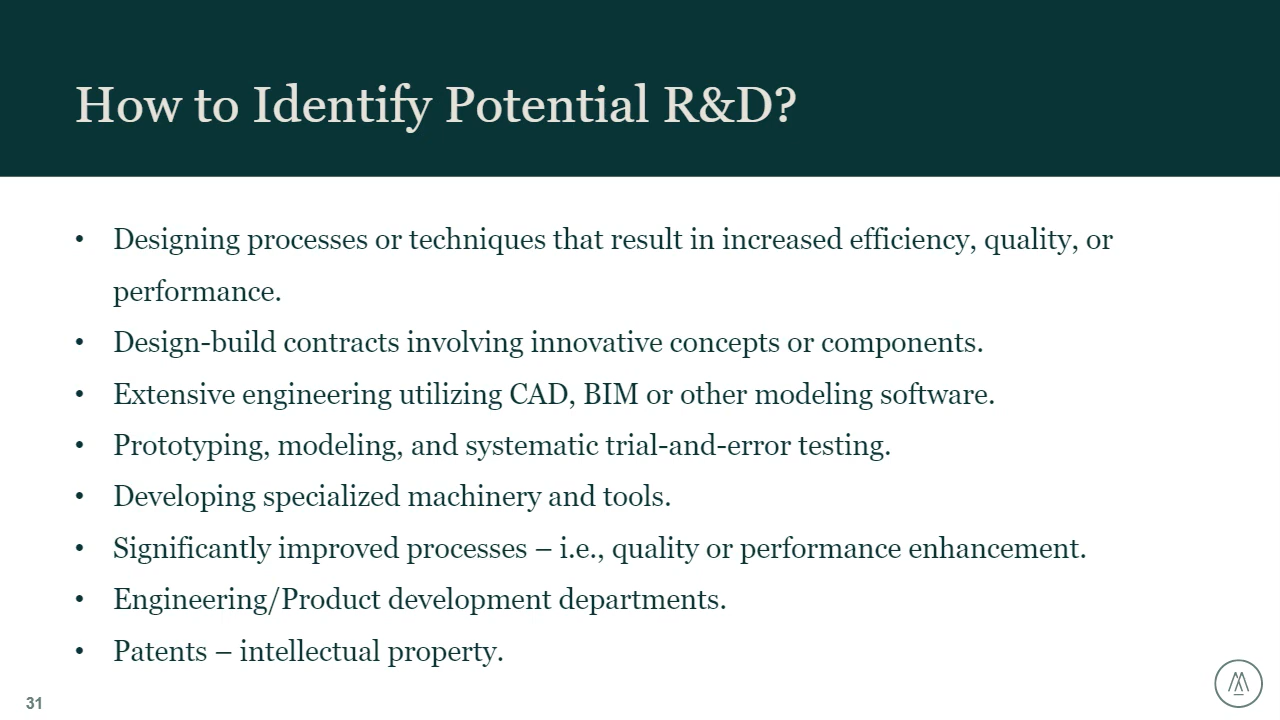 How to Identify Potential R&D?
• Designing processes or techniques that result in increased efficiency, quality, or
performance.
• Design-build contracts involving innovative concepts or components.
• Extensive engineering utilizing CAD, BIM or other modeling software.
• Prototyping, modeling, and systematic trial-and-error testing.
• Developing specialized machinery and tools.
• Significantly improved processes – i.e., quality or performance enhancement.
• Engineering/Product development departments.
• Patents – intellectual property.
31